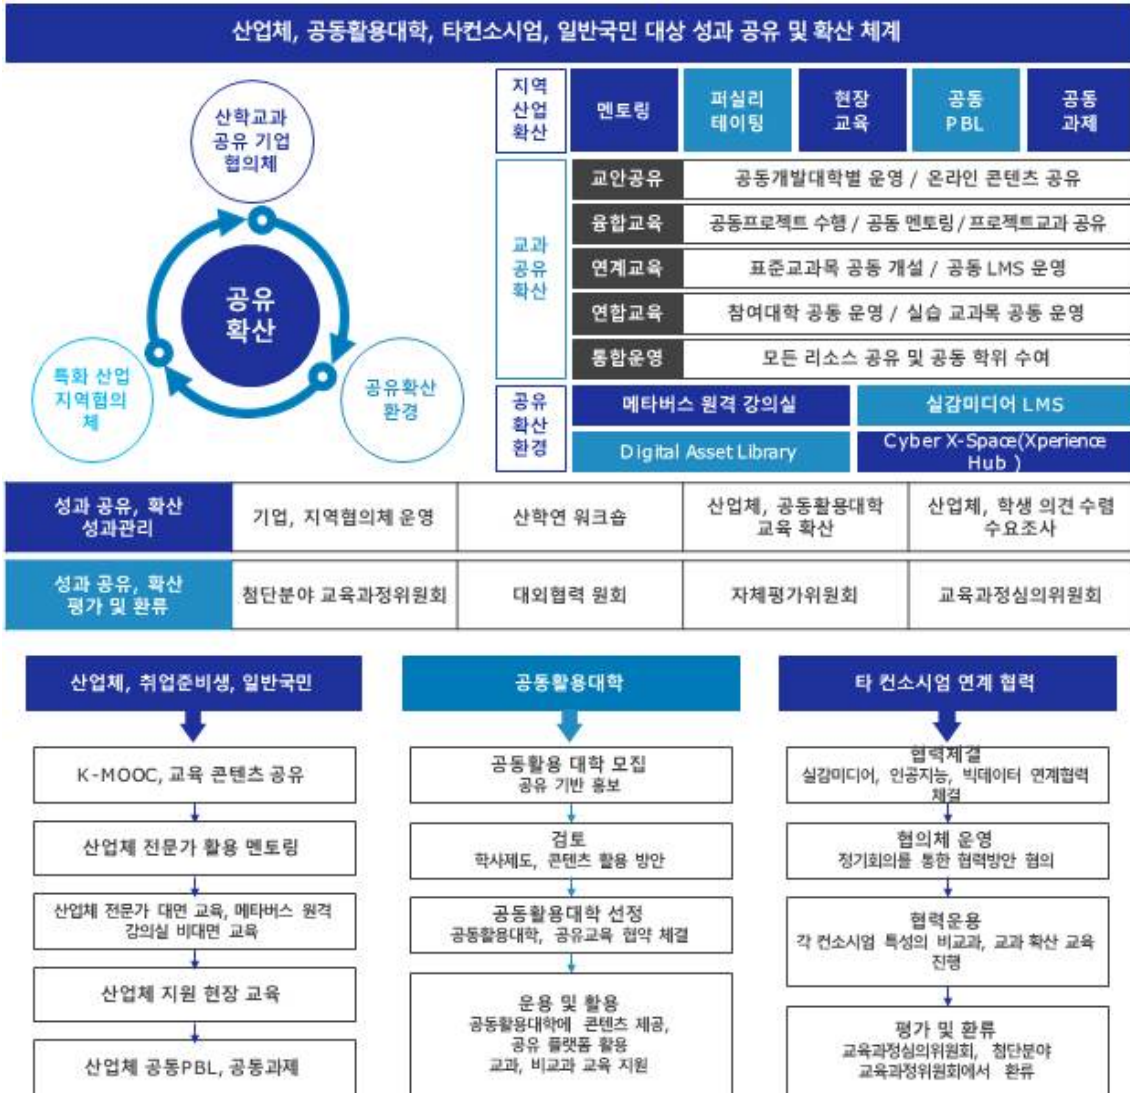 산업체, 공동활용대학, 타컨소시엄, 일반국민 대상 성과 공유 및 확산 체계
산학교과
공유 기업
협의체
공유
확산
특화 산업
지역협의
체
공유확산
환경
지역
산업
확산
멘토링
퍼실리
테이팅
현장
교육
공동
PBL
공동
과제
교과
공유
확산
교안공유
공동개발대학별 운영 / 온라인 콘텐츠 공유
융합교육
공동프로젝트 수행 / 공동 멘토링 / 프로젝트교과 공유
연계교육
표준교과목 공동 개설 / 공동 LMS 운영
연합교육
참여대학 공동 운영 / 실습 교과목 공동 운영
통합운영
모든 리소스 공유 및 공동 학위 수여
공유
확산
환경
메타버스 원격 강의실
실감미디어 LMS
Digital Asset Library
Cyber X-Space(Xperience
Hub )
성과 공유, 확산
성과관리
기업, 지역협의체 운영
산학연 워크숍
산업체, 공동활용대학
교육 확산
산업체, 학생 의견 수렴
수요조사
성과 공유, 확산
평가 및 환류
첨단분야 교육과정위원회
대외협력 원회
자체평가위원회
교육과정심의위원회
산업체, 취업준비생, 일반국민
K-MOOC, 교육 콘텐츠 공유
산업체 전문가 활용 멘토링
산업체 전문가 대면 교육, 메타버스 원격
강의실 비대면 교육
산업체 지원 현장 교육
산업체 공동PBL, 공동과제
공동활용대학
공동활용 대학 모집
공유 기반 홍보
검토
학사제도, 콘텐츠 활용 방안
공동활용대학 선정
공동활용대학, 공유교육 협약 체결
운용 및 활용
공동활용대학에 콘텐츠 제공,
공유 플랫폼 활용
교과, 비교과 교육 지원
타 컨소시엄 연계 협력
협력체결
실감미디어, 인공지능, 빅데이터 연계협력
체결
협의체 운영
정기회의를 통한 협력방안 협의
협력운용
각 컨소시엄 특성의 비교과, 교과 확산 교육
진행
평가 및 환류
교육과정심의위원회, 첨단분야
교육과정위원회에서 환류